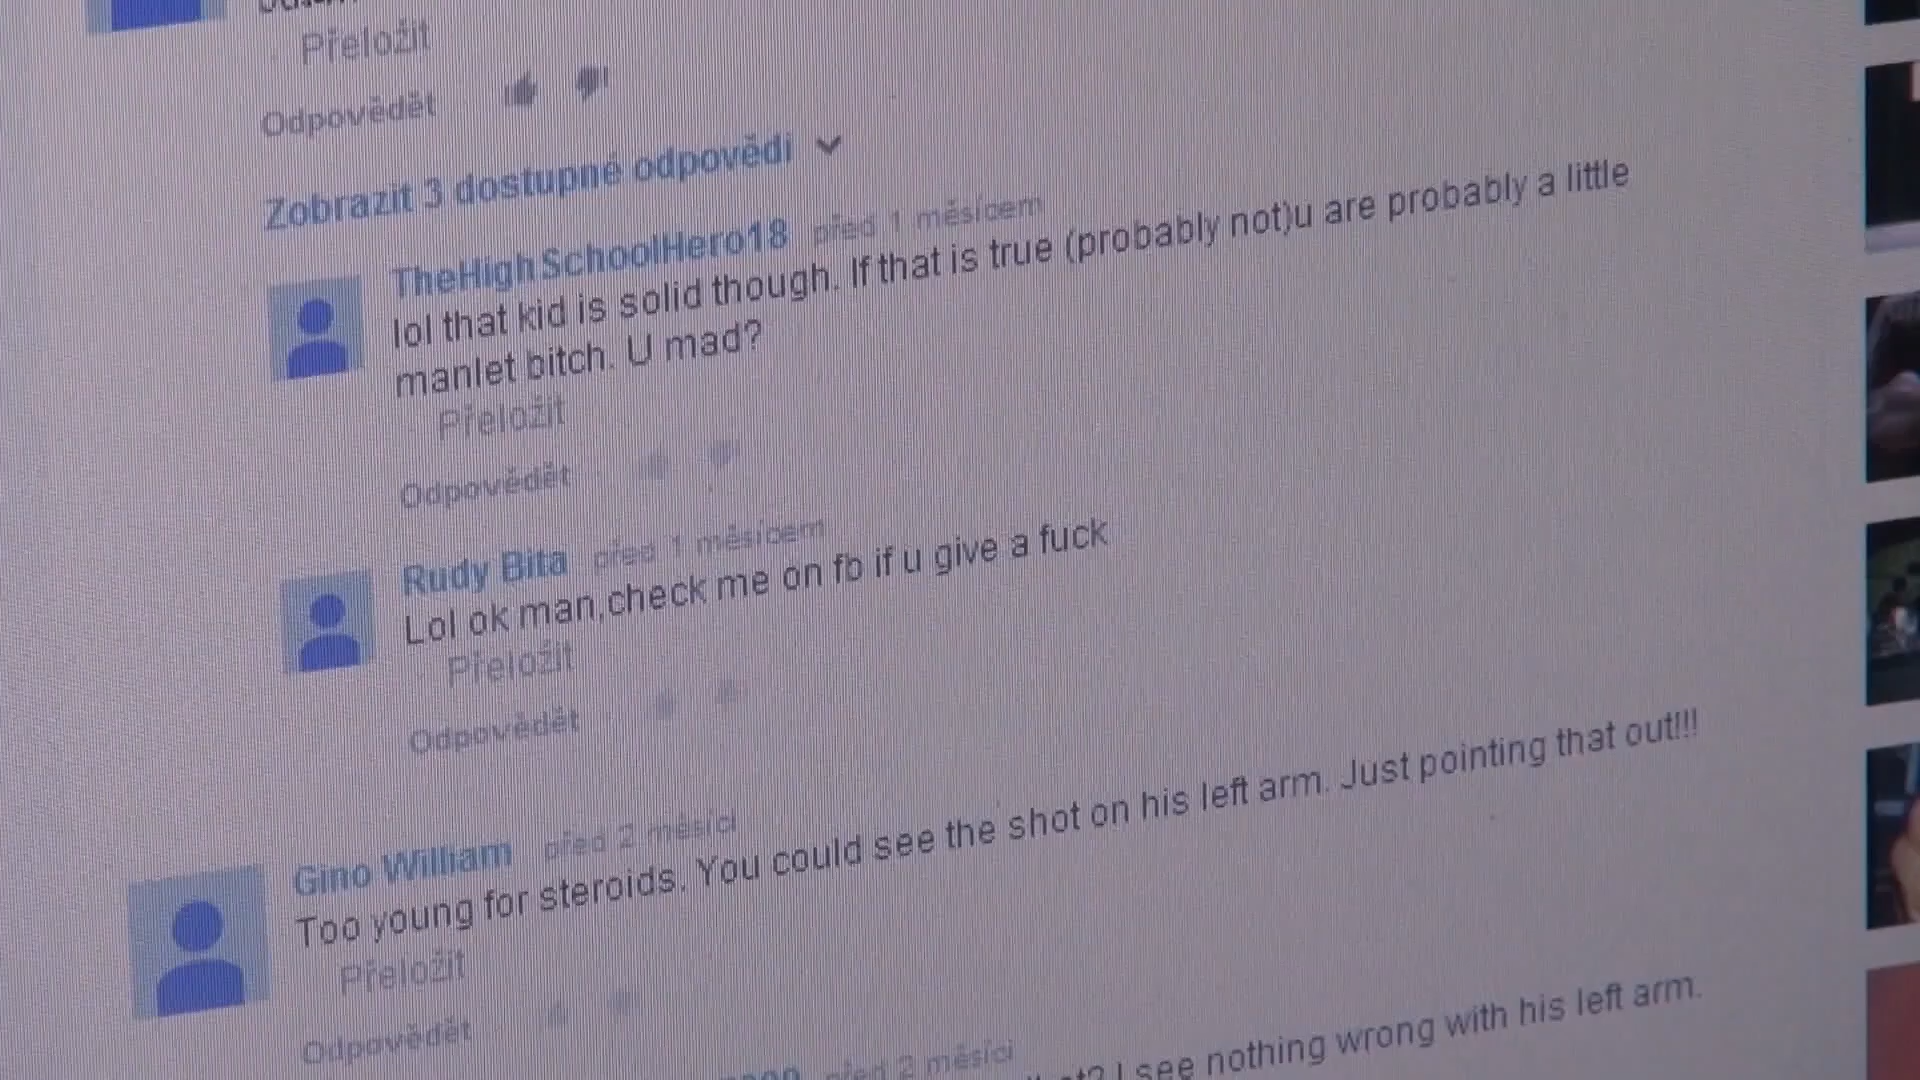 Přeložit
Odpovědět
Zobrazit 3 dostupné odpovědi
TheHighSchoolHero18 před 1 měsícem
lol that kid is solid though. If that is true (probably not)u are probably a little
manlet bitch. U mad?
Přeložit
Odpovědět
Rudy Bita před 1 měsícem
Lol ok man,check me on fb if u give a fuck
Přeložit
Odpovědět
Gino William před 2 měsíci
Too young for steroids. You could see the shot on his left arm. Just pointing that out!!!
Přeložit
Odpovědět
před 2 měsíci
I see nothing wrong with his left arm.